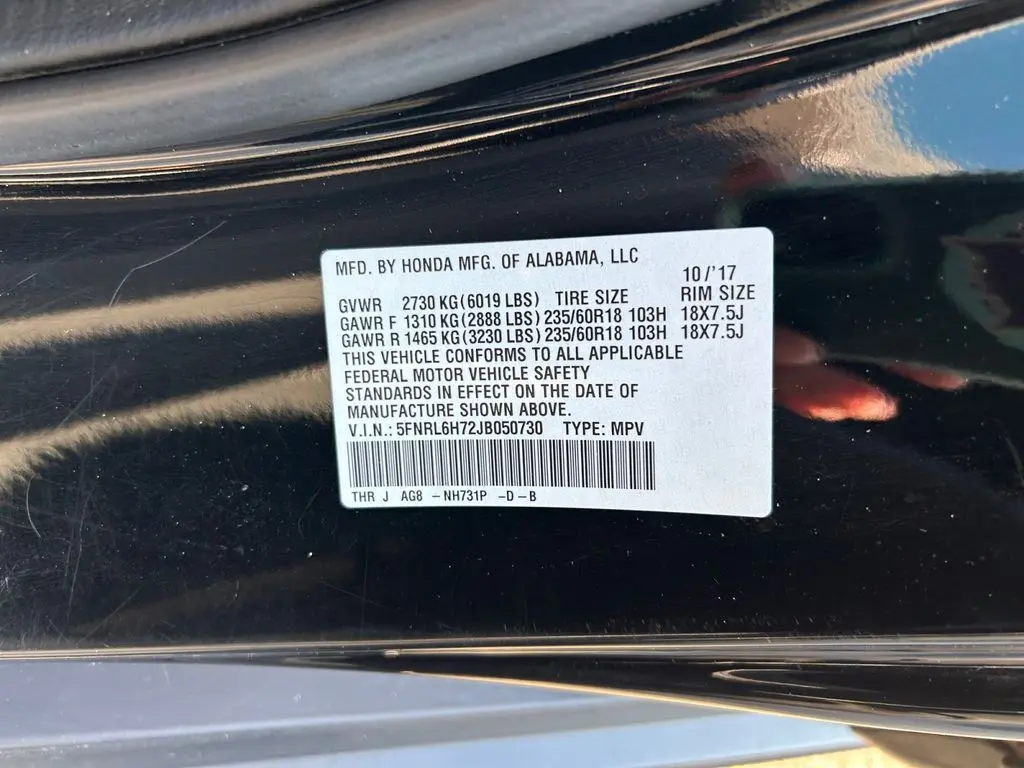 MFD. BY HONDA MFG. OF ALABAMA, LLC
10/'17
GVWR 2730 KG(6019 LBS) TIRE SIZE RIM SIZE
GAWR F 1310 KG(2888 LBS) 235/60R18 103H 18X7.5J
GAWR R 1465 KG(3230 LBS) 235/60R18 103H 18X7.5J
THIS VEHICLE CONFORMS TO ALL APPLICABLE
FEDERAL MOTOR VEHICLE SAFETY
STANDARDS IN EFFECT ON THE DATE OF
MANUFACTURE SHOWN ABOVE.
V.I.N.: 5FNRL6H72JB050730 TYPE: MPV
THR J AG8 - NH731P - D - B